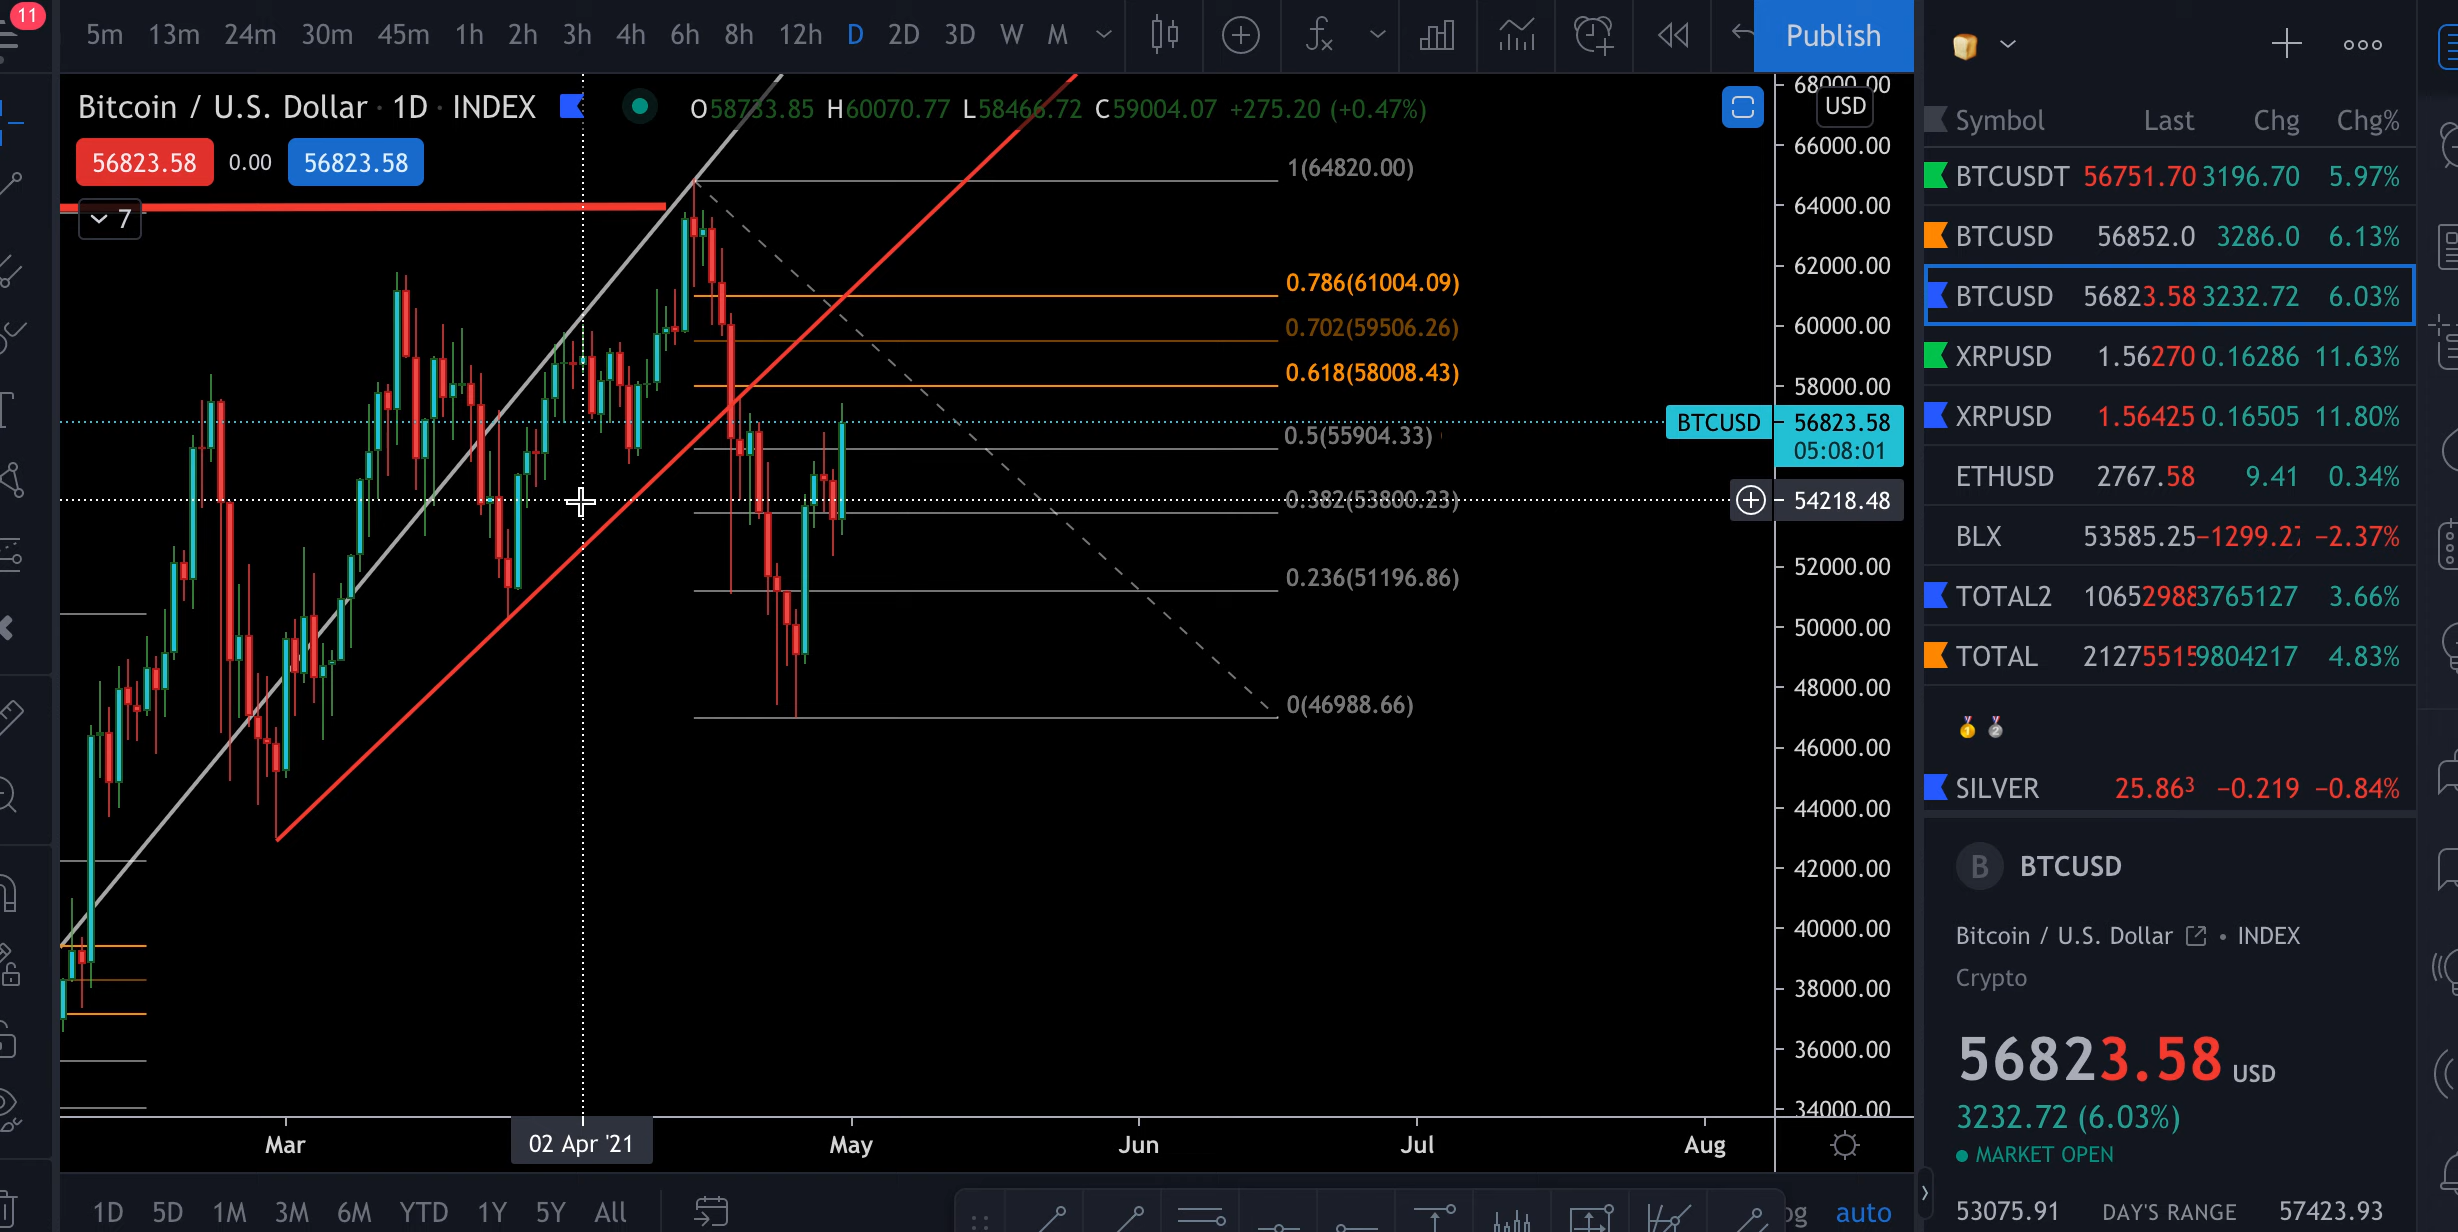 11
5m 13m 24m 30m 45m 1h 2h 3h 4h 6h 8h 12h D 2D 3D W M
Publish
Bitcoin / U.S. Dollar · 1D · INDEX
O58733.85 H60070.77 L58466.72 C59004.07 +275.20 (+0.47%)
56823.58 0.00 56823.58
7
1(64820.00)
0.786(61004.09)
0.702(59506.26)
0.618(58008.43)
0.5(55904.33)
0.382(53800.23)
0.236(51196.86)
0(46988.66)
68000.00
USD
66000.00
64000.00
62000.00
60000.00
58000.00
BTCUSD 56823.58
05:08:01
54218.48
52000.00
50000.00
48000.00
46000.00
44000.00
42000.00
40000.00
38000.00
36000.00
34000.00
Mar 02 Apr '21 May Jun Jul Aug
1D 5D 1M 3M 6M YTD 1Y 5Y All
auto
Symbol Last Chg Chg%
BTCUSDT 56751.70 3196.70 5.97%
BTCUSD 56852.0 3286.0 6.13%
BTCUSD 56823.58 3232.72 6.03%
XRPUSD 1.56270 0.16286 11.63%
XRPUSD 1.56425 0.16505 11.80%
ETHUSD 2767.58 9.41 0.34%
BLX 53585.25 −1299.27 −2.37%
TOTAL2 10652988 3765127 3.66%
TOTAL 21275515 9804217 4.83%
SILVER 25.86³ −0.219 −0.84%
B BTCUSD
Bitcoin / U.S. Dollar • INDEX
Crypto
56823.58 USD
3232.72 (6.03%)
MARKET OPEN
53075.91 DAY'S RANGE 57423.93